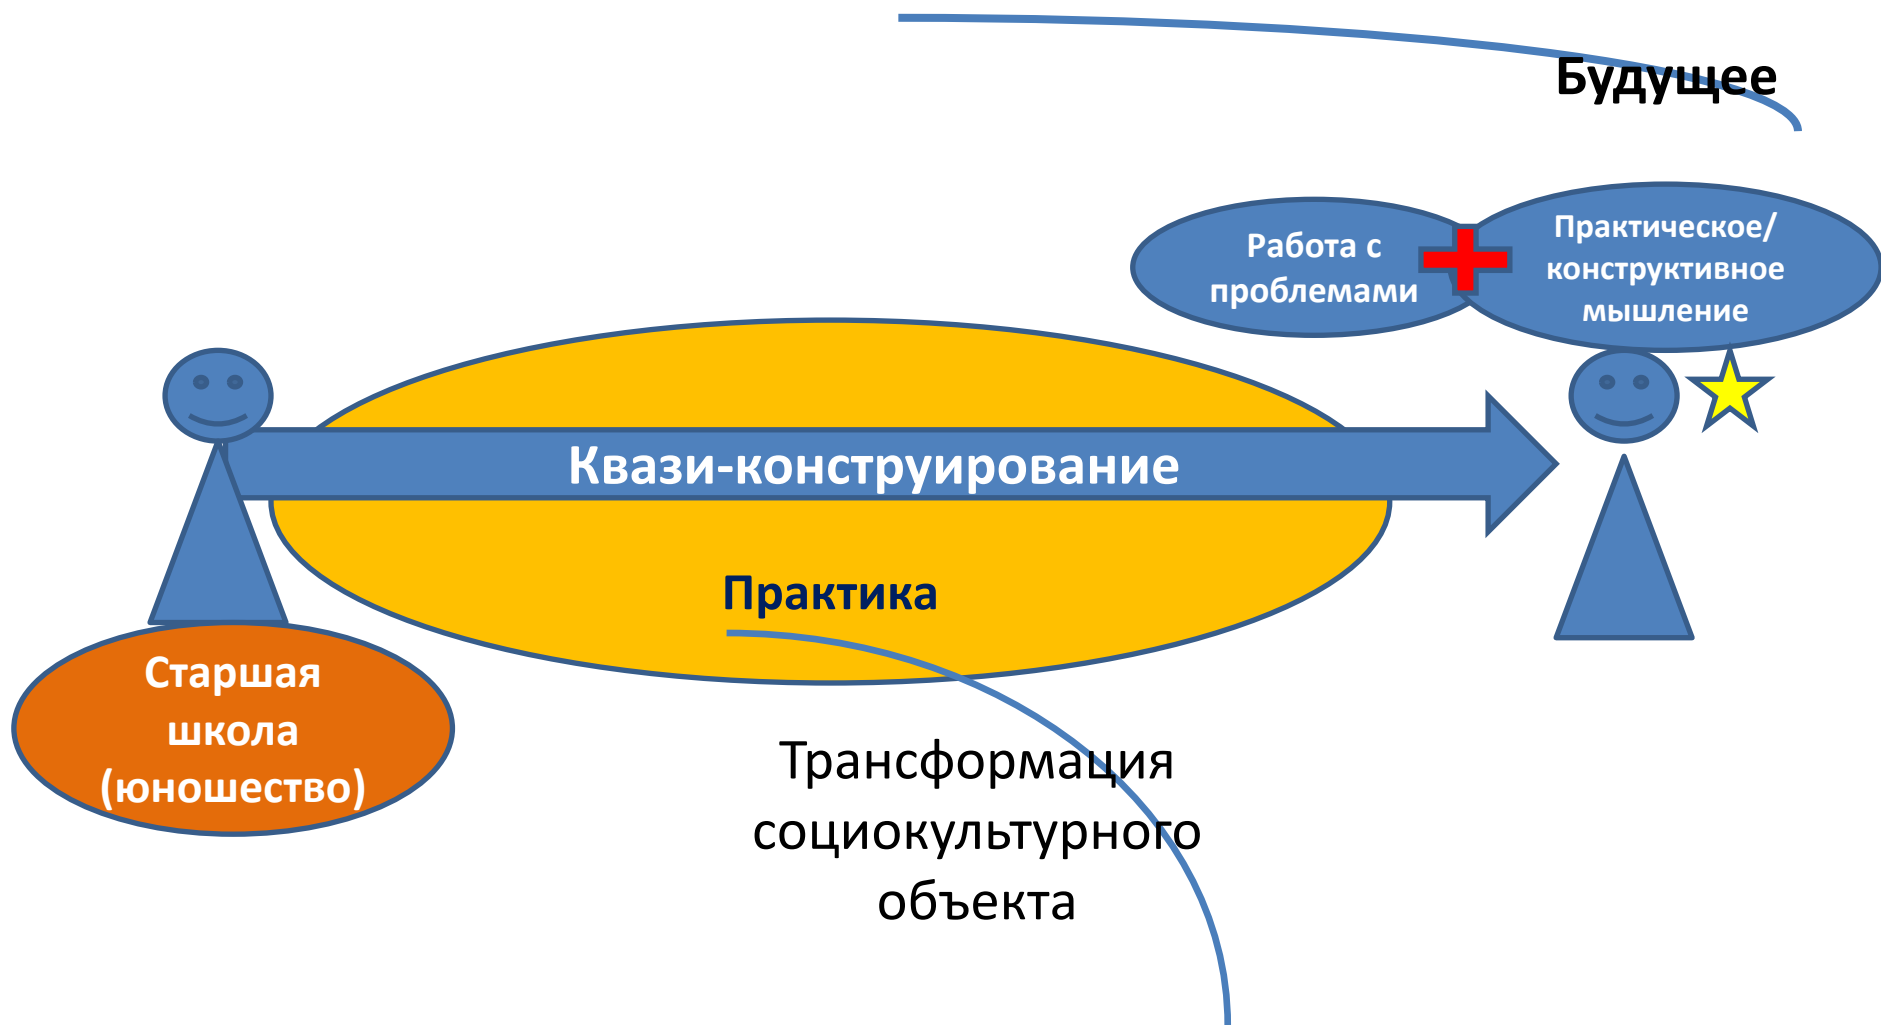 Будущее
Работа с
проблемами
Практическое/
конструктивное
мышление
Квази-конструирование
Практика
Старшая
школа
(юношество)
Трансформация
социокультурного
объекта